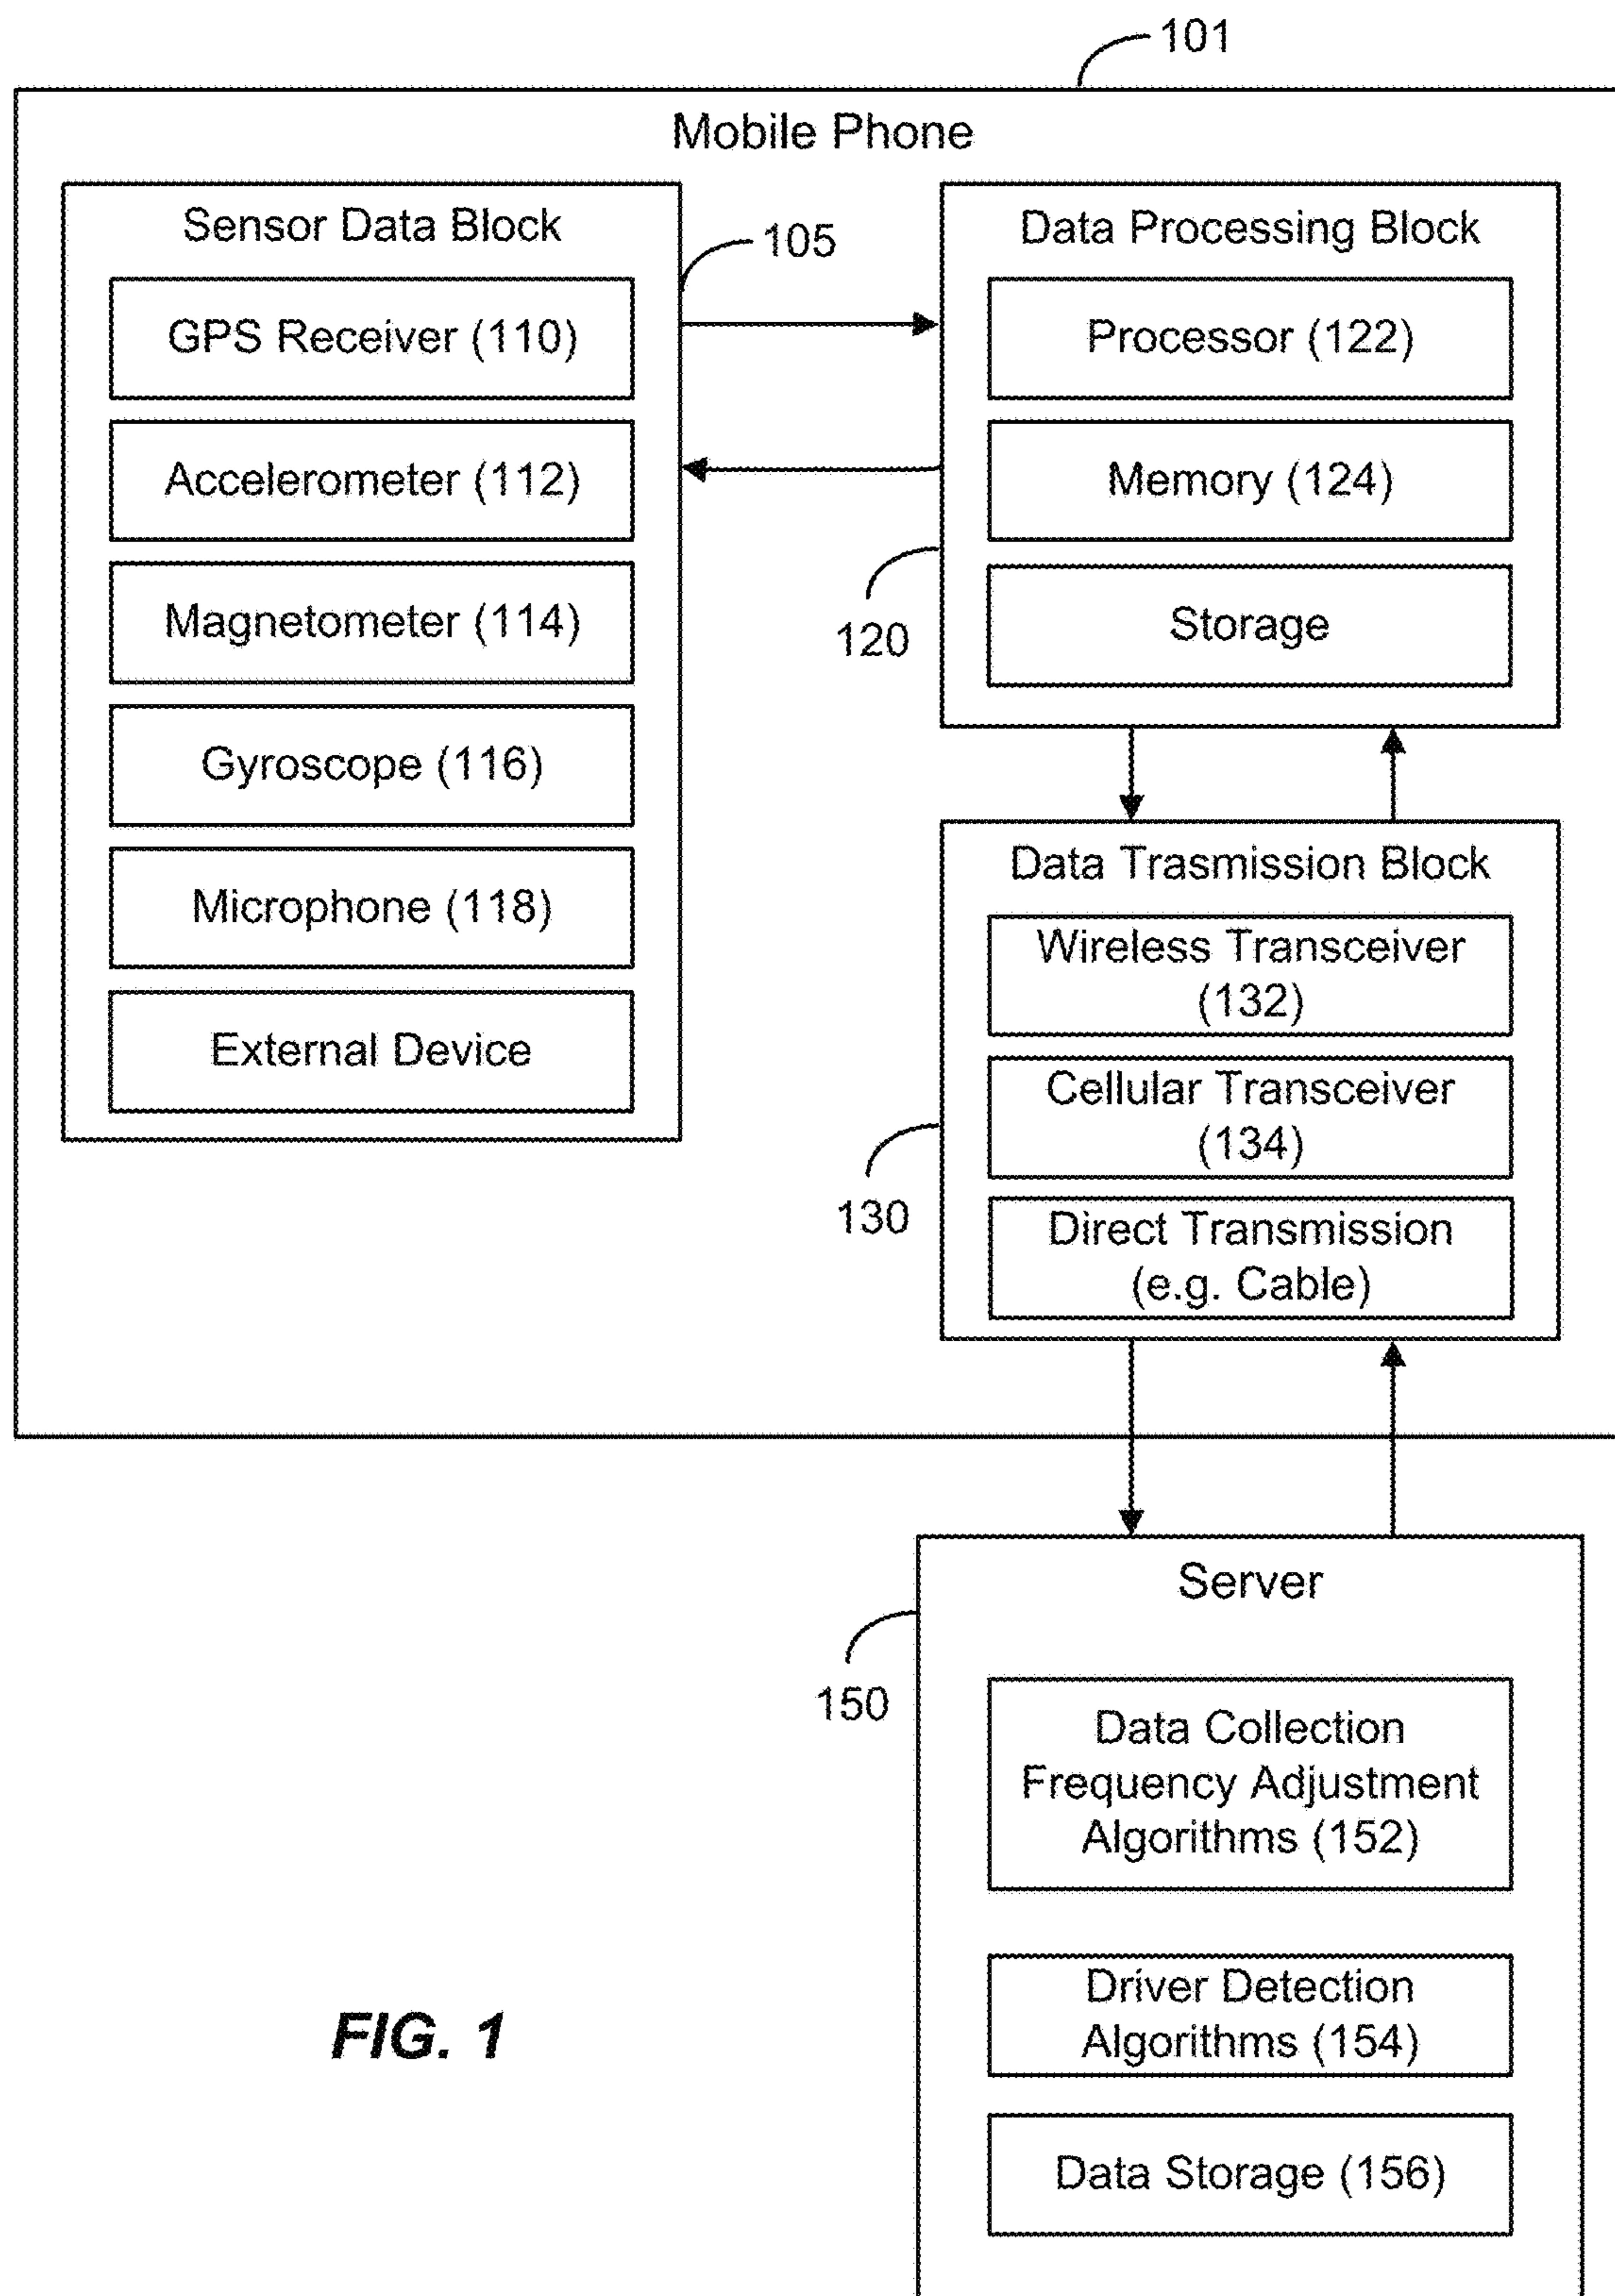 101
Mobile Phone
Sensor Data Block
105
GPS Receiver (110)
Accelerometer (112)
Magnetometer (114)
Gyroscope (116)
Microphone (118)
External Device
Data Processing Block
Processor (122)
Memory (124)
Storage
120
Data Trasmission Block
Wireless Transceiver
(132)
Cellular Transceiver
(134)
Direct Transmission
(e.g. Cable)
130
Server
150
Data Collection
Frequency Adjustment
Algorithms (152)
Driver Detection
Algorithms (154)
Data Storage (156)
FIG. 1